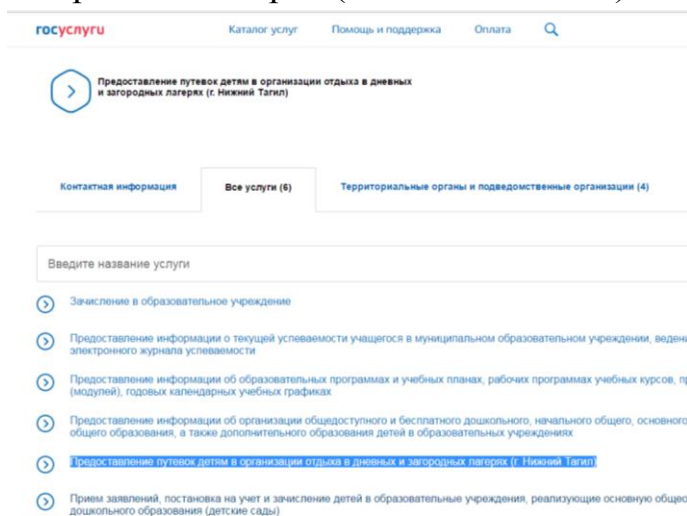 госуслуги
Каталог услуг
Помощь и поддержка
Оплата
Предоставление путевок детям в организации отдыха в дневных
и загородных лагерях (г. Нижний Тагил)
Контактная информация
Все услуги (6)
Территориальные органы и подведомственные организации (4)
Введите название услуги
Зачисление в образовательное учреждение
Предоставление информации о текущей успеваемости учащегося в муниципальном образовательном учреждении,
электронного журнала успеваемости
Предоставление информации об образовательных программах и учебных планах, рабочих программах учебных курсов,
(модулей), годовых календарных учебных графиках
Предоставление информации об организации общедоступного и бесплатного дошкольного, начального общего, основного
общего образования, а также дополнительного образования детей в образовательных учреждениях
Предоставление путевок детям в организации отдыха в дневных и загородных лагерях (г. Нижний Тагил)
Прием заявлений, постановка на учет и зачисление детей в образовательные учреждения, реализующие основную
дошкольного образования (детские сады)